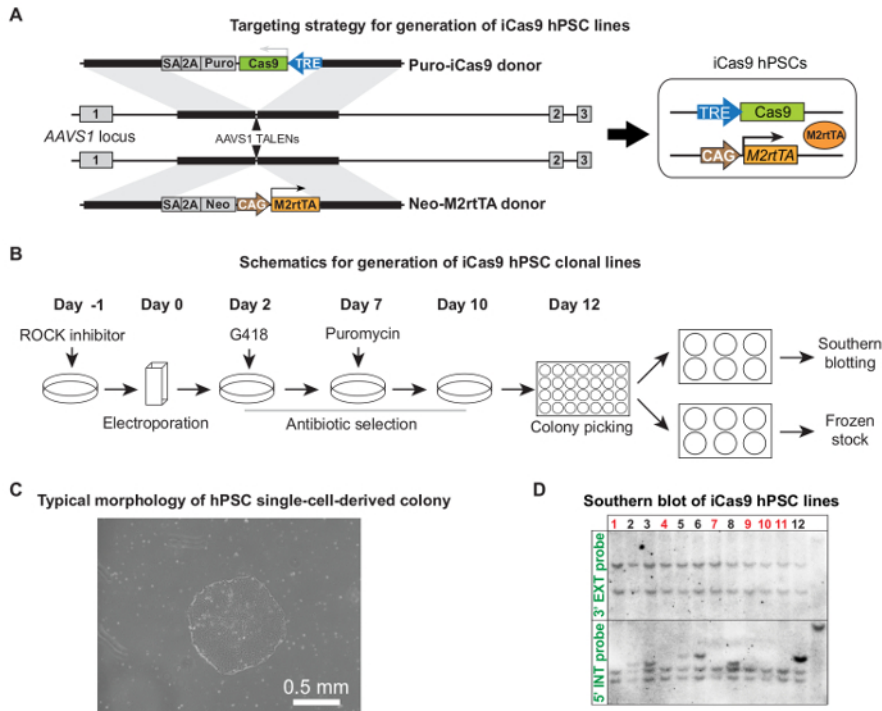 A
Targeting strategy for generation of iCas9 hPSC lines
SA 2A Puro Cas9 TRE
Puro-iCas9 donor
1 2 3
AAVS1 locus
AAVS1 TALENs
1 2 3
SA 2A Neo CAG M2rtTA
Neo-M2rtTA donor
iCas9 hPSCs
TRE Cas9
M2rtTA
CAG M2rtTA
B
Schematics for generation of iCas9 hPSC clonal lines
Day -1 Day 0 Day 2 Day 7 Day 10 Day 12
ROCK inhibitor G418 Puromycin
Electroporation
Antibiotic selection
Colony picking
Southern
blotting
Frozen
stock
C
Typical morphology of hPSC single-cell-derived colony
0.5 mm
D
Southern blot of iCas9 hPSC lines
1 2 3 4 5 6 7 8 9 10 11 12
3' EXT probe
5' INT probe